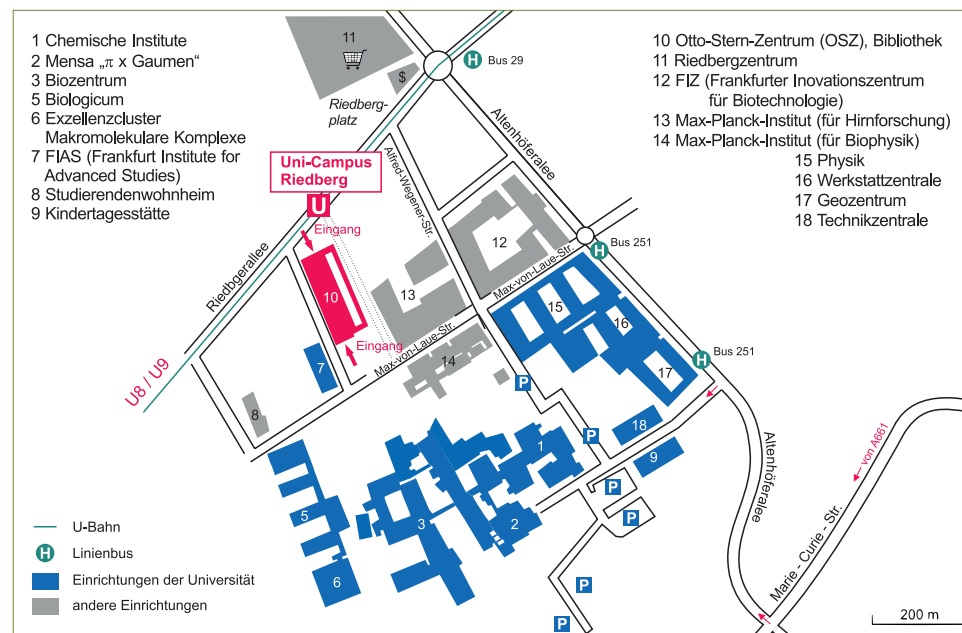 1 Chemische Institute
2 Mensa „π x Gaumen“
3 Biozentrum
5 Biologicum
6 Exzellenzcluster
Makromolekulare Komplexe
7 FIAS (Frankfurt Institute for
Advanced Studies)
8 Studierendenwohnheim
9 Kindertagesstätte
10 Otto-Stern-Zentrum (OSZ), Bibliothek
11 Riedbergzentrum
12 FIZ (Frankfurter Inovationszentrum
für Biotechnologie)
13 Max-Planck-Institut (für Hirnforschung)
14 Max-Planck-Institut (für Biophysik)
15 Physik
16 Werkstattzentrale
17 Geozentrum
18 Technikzentrale
11
$
H Bus 29
Riedberg-
platz
Altenhöferalee
Alfred-Wegener-Str.
Uni-Campus
Riedberg
U
Eingang
Riedbgerallee
12
H Bus 251
Max-von-Laue-Str.
10
13
15
16
Eingang
Max-von-Laue-Str.
14
H Bus 251
17
U8 / U9
7
P
8
18
P
1
9
Altenhöferalee
von A661
P
P
5
3
2
6
P
P
Marie - Curie - Str.
U-Bahn
H Linienbus
Einrichtungen der Universität
andere Einrichtungen
200 m